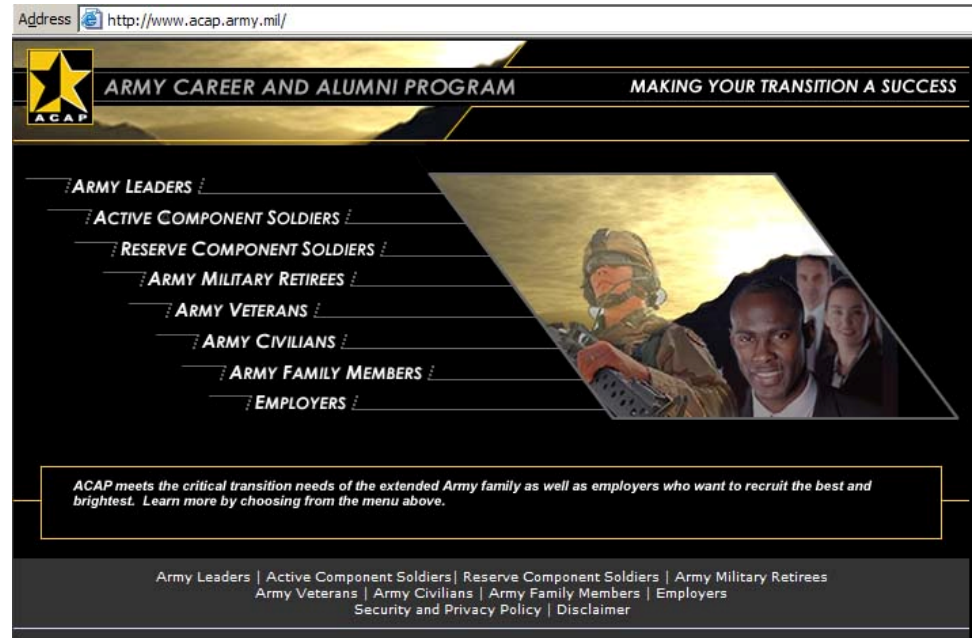 Address http://www.acap.army.mil/
ACAP
ARMY CAREER AND ALUMNI PROGRAM
MAKING YOUR TRANSITION A SUCCESS
ARMY LEADERS
ACTIVE COMPONENT SOLDIERS
RESERVE COMPONENT SOLDIERS
ARMY MILITARY RETIREES
ARMY VETERANS
ARMY CIVILIANS
ARMY FAMILY MEMBERS
EMPLOYERS
ACAP meets the critical transition needs of the extended Army family as well as employers who want to recruit the best and
brightest. Learn more by choosing from the menu above.
Army Leaders | Active Component Soldiers| Reserve Component Soldiers | Army Military Retirees
Army Veterans | Army Civilians | Army Family Members | Employers
Security and Privacy Policy | Disclaimer